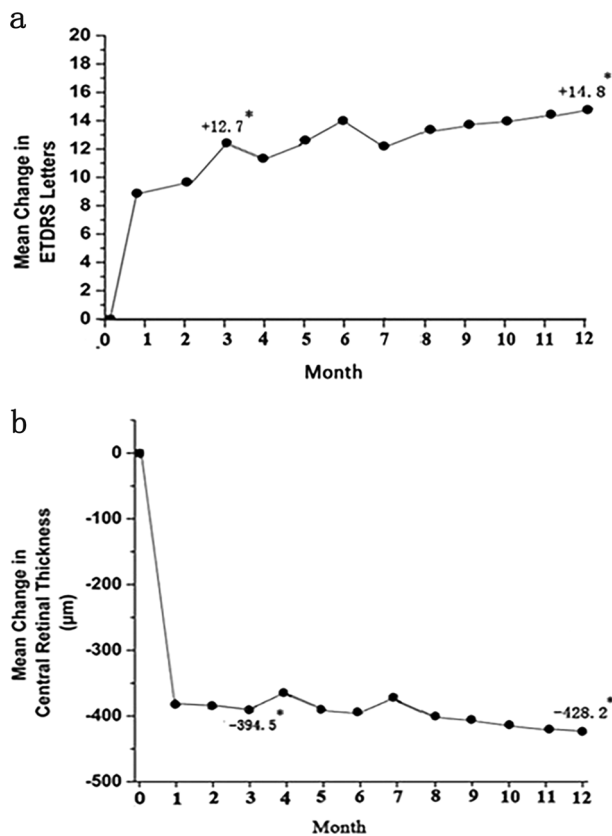 a
20
18
16
14
12
10
8
6
4
2
0
Mean Change in
ETDRS Letters
+12.7*
+14.8*
0 1 2 3 4 5 6 7 8 9 10 11 12
Month
b
0
-100
-200
-300
-400
-500
Mean Change in
Central Retinal Thickness
(µm)
-394.5*
-428.2*
0 1 2 3 4 5 6 7 8 9 10 11 12
Month